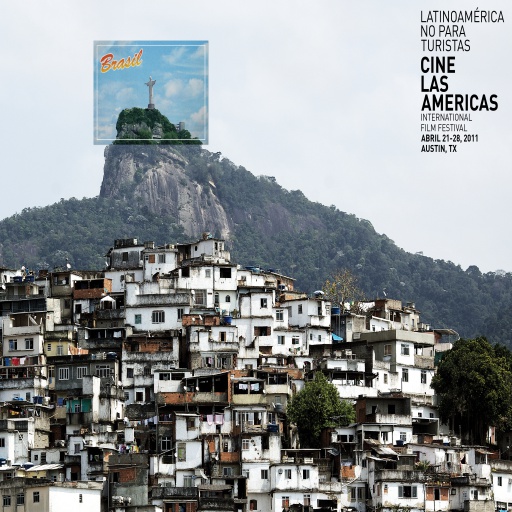 LATINOAMÉRICA
NO PARA
TURISTAS
CINE
LAS
AMERICAS
INTERNATIONAL
FILM FESTIVAL
ABRIL 21-28, 2011
AUSTIN, TX
Brasil